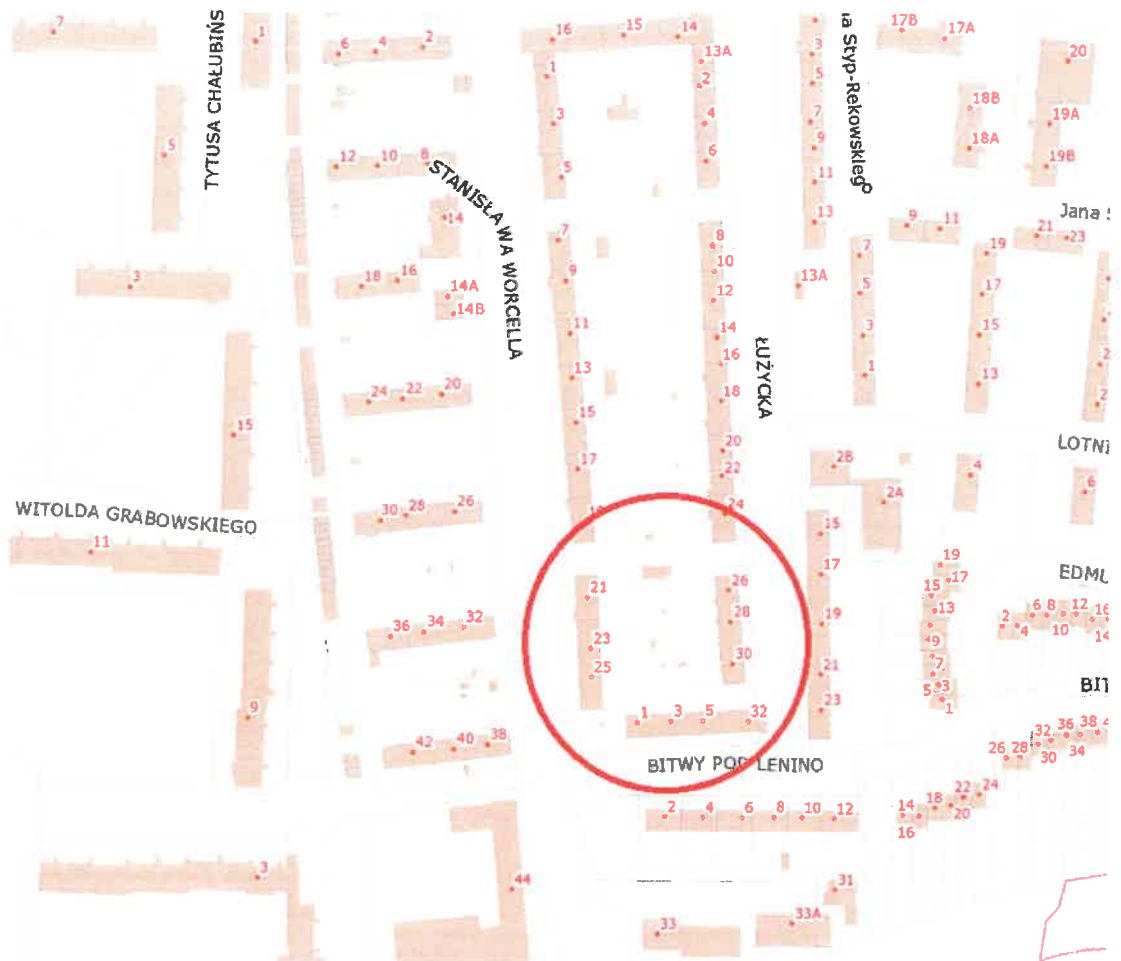 7
1
6 4 2
16 15 14
17B 17A
20
13A
1 2
3
5
3 4
5 6
7
9
11
13
18B
18A
19A
19B
TYTUSA CHAŁUBIŃS
a Styp-Rekowskieg
5
12 10 8
STANISŁAWA WORCELLA
14
Jana S
9 11
21 23
3
18 16
14A
14B
7 8
9 10
11 12
13 14
15 16
17 18
20
22
24
13A
7
5
3
1
19
17
15
13
ŁUŻYCKA
24 22 20
15
LOTNI
2B
2A
4
6
WITOLDA GRABOWSKIEGO
11
30 28 26
15
17
19
21
23
21 26
23 28
25 30
19
17
15
13
9
7
5 3
1
EDMU
2 4 6 8 10 12 14 16
36 34 32
9
1 3 5 32
42 40 38
BITWY POD LENINO
BIT
26 28 30 32 34 36 38 4
2 4 6 8 10 12
14 16 18 20 22 24
3
44
31
33 33A